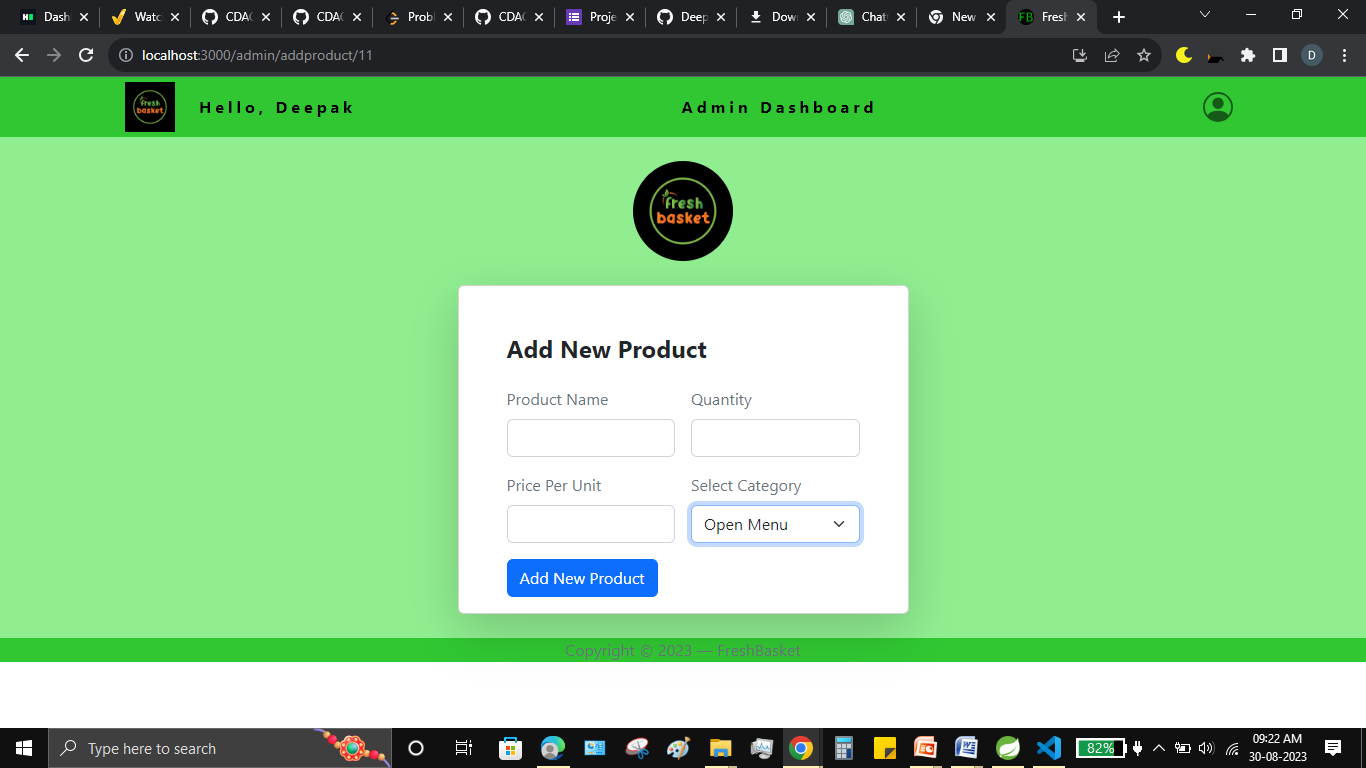 Dash
Watc
CDAC
CDAC
Probl
CDAC
Proje
Deep
Dow
Chat
New
Fresh
localhost:3000/admin/addproduct/11
D
fresh
basket
Hello, Deepak
Admin Dashboard
fresh
basket
Add New Product
Product Name
Quantity
Price Per Unit
Select Category
Open Menu
Add New Product
Copyright © 2023 — FreshBasket
Type here to search
82%
09:22 AM
30-08-2023